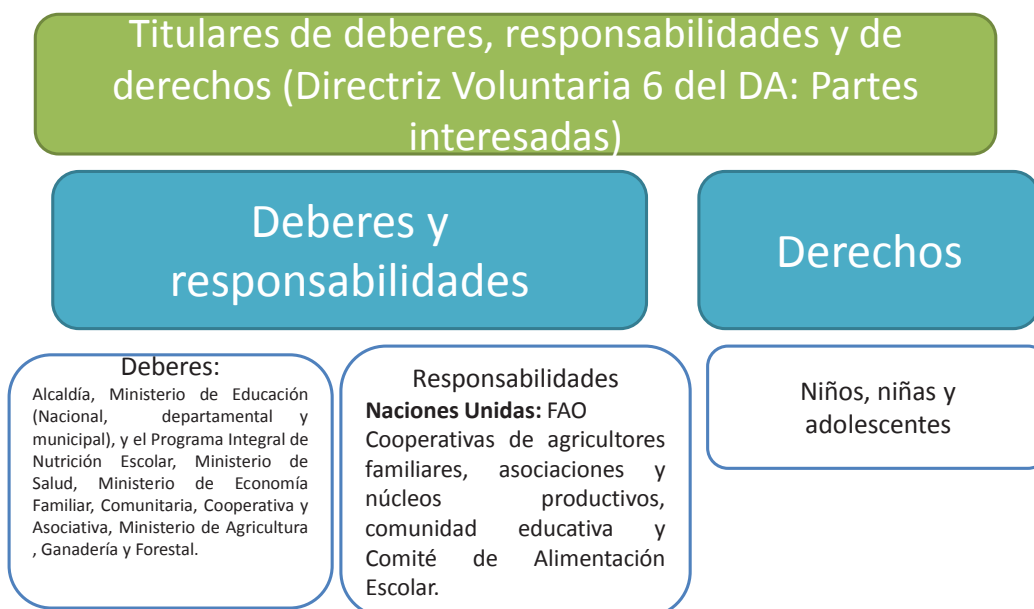 Titulares de deberes, responsabilidades y de
derechos (Directriz Voluntaria 6 del DA: Partes
interesadas)
Deberes y
responsabilidades
Derechos
Deberes:
Alcaldía, Ministerio de Educación
(Nacional, departamental y
municipal), y el Programa Integral de
Nutrición Escolar, Ministerio de
Salud, Ministerio de Economía
Familiar, Comunitaria, Cooperativa y
Asociativa, Ministerio de Agricultura
, Ganadería y Forestal.
Responsabilidades
Naciones Unidas: FAO
Cooperativas de agricultores
familiares, asociaciones y
núcleos productivos,
comunidad educativa y
Comité de Alimentación
Escolar.
Niños, niñas y
adolescentes